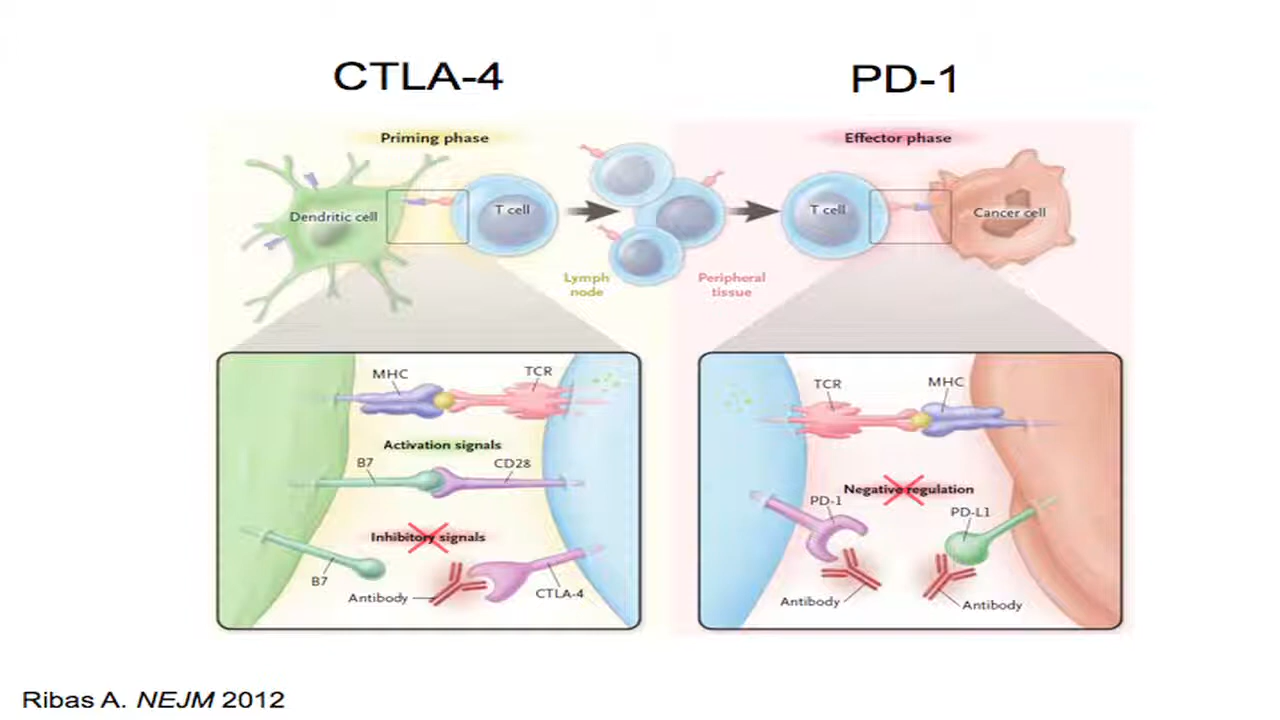 CTLA-4
PD-1
Priming phase
Effector phase
Dendritic cell
T cell
T cell
Cancer cell
Lymph
node
Peripheral
tissue
MHC
TCR
Activation signals
B7
CD28
Inhibitory signals
B7
Antibody
CTLA-4
TCR
MHC
Negative regulation
PD-1
PD-L1
Antibody
Antibody
Ribas A. NEJM 2012